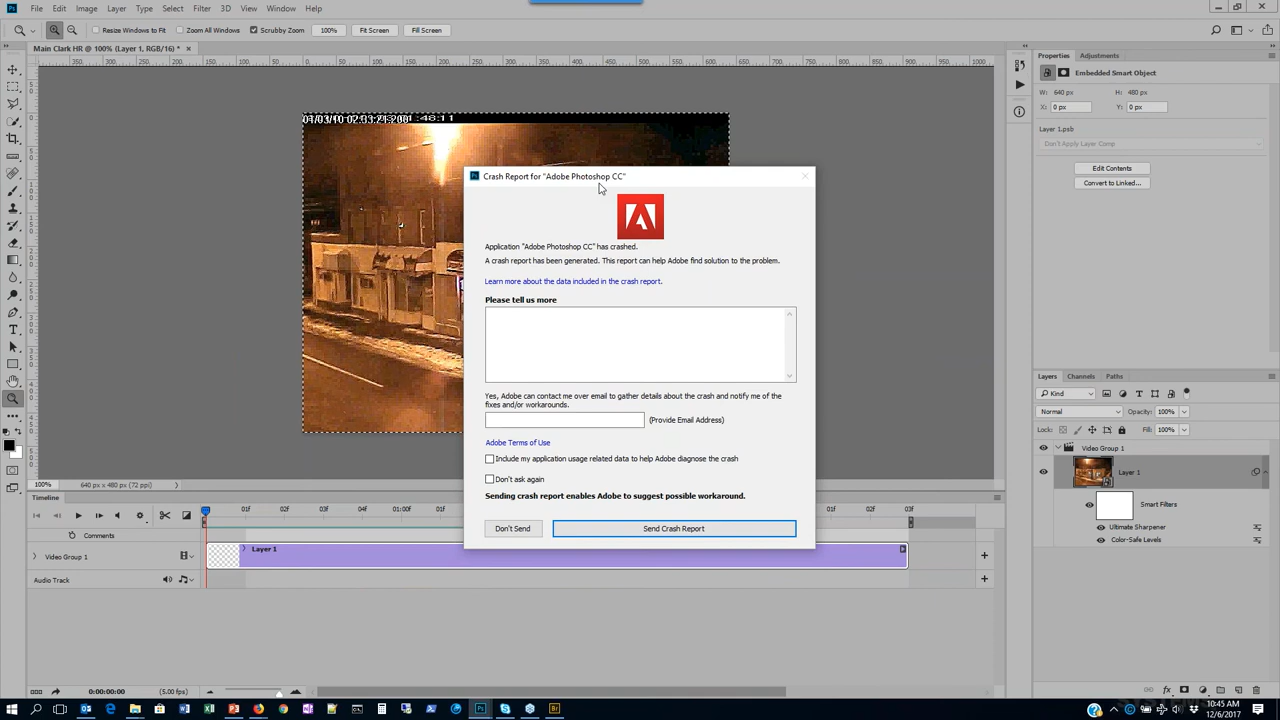 Ps File Edit Image Layer Type Select Filter 3D View Window Help
Resize Windows to Fit Zoom All Windows Scrubby Zoom 100% Fit Screen Fill Screen
Main Clark HR @ 100% (Layer 1, RGB/16) *
Properties Adjustments
Embedded Smart Object
W: 640 px H: 480 px
X: 0 px Y: 0 px
Layer 1.psb
Don't Apply Layer Comp
Edit Contents
Convert to Linked...
Crash Report for "Adobe Photoshop CC"
Application "Adobe Photoshop CC" has crashed.
A crash report has been generated. This report can help Adobe find solution to the problem.
Learn more about the data included in the crash report.
Please tell us more
Yes, Adobe can contact me over email to gather details about the crash and notify me of the
fixes and/or workarounds.
(Provide Email Address)
Adobe Terms of Use
Include my application usage related data to help Adobe diagnose the crash
Don't ask again
Sending crash report enables Adobe to suggest possible workaround.
Don't Send Send Crash Report
Layers Channels Paths
Kind
Normal Opacity: 100%
Lock: Fill: 100%
Video Group 1
Layer 1
Smart Filters
Ultimate Sharpener
Color-Safe Levels
100% 640 px x 480 px (72 ppi)
Timeline
01f 02f 03f 04f 01:00f 01f 02f 03f
Comments
Video Group 1
Layer 1
Audio Track
0:00:00:00 (5.00 fps)
10:45 AM
12/6/2017